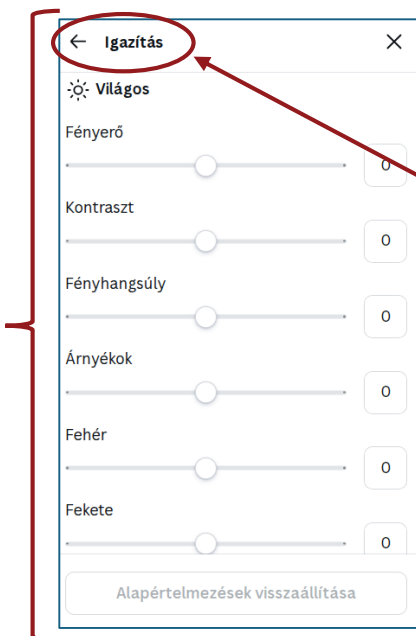 Igazítás
Világos
Fényerő
0
Kontraszt
0
Fényhangsúly
0
Árnyékok
0
Fehér
0
Fekete
0
Alapértelmezések visszaállítása